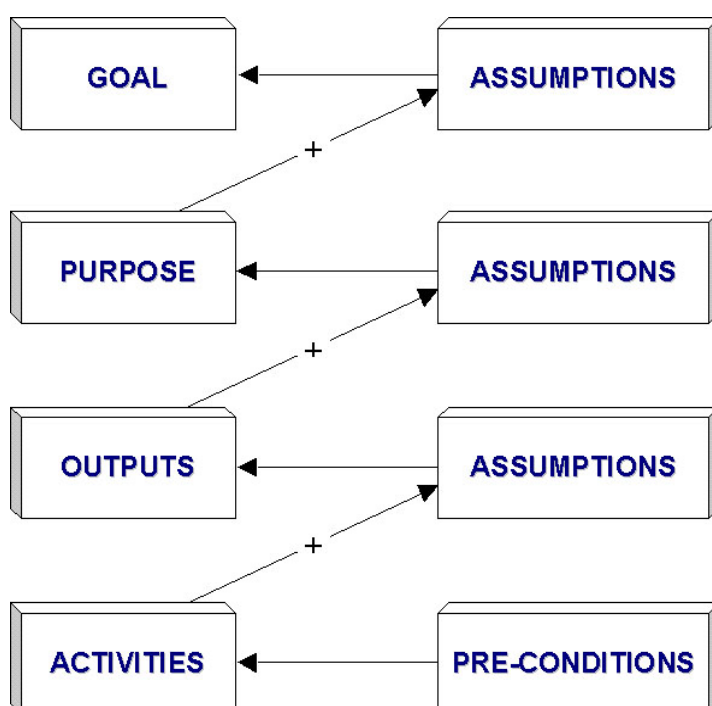 GOAL
ASSUMPTIONS
+
PURPOSE
ASSUMPTIONS
+
OUTPUTS
ASSUMPTIONS
+
ACTIVITIES
PRE-CONDITIONS